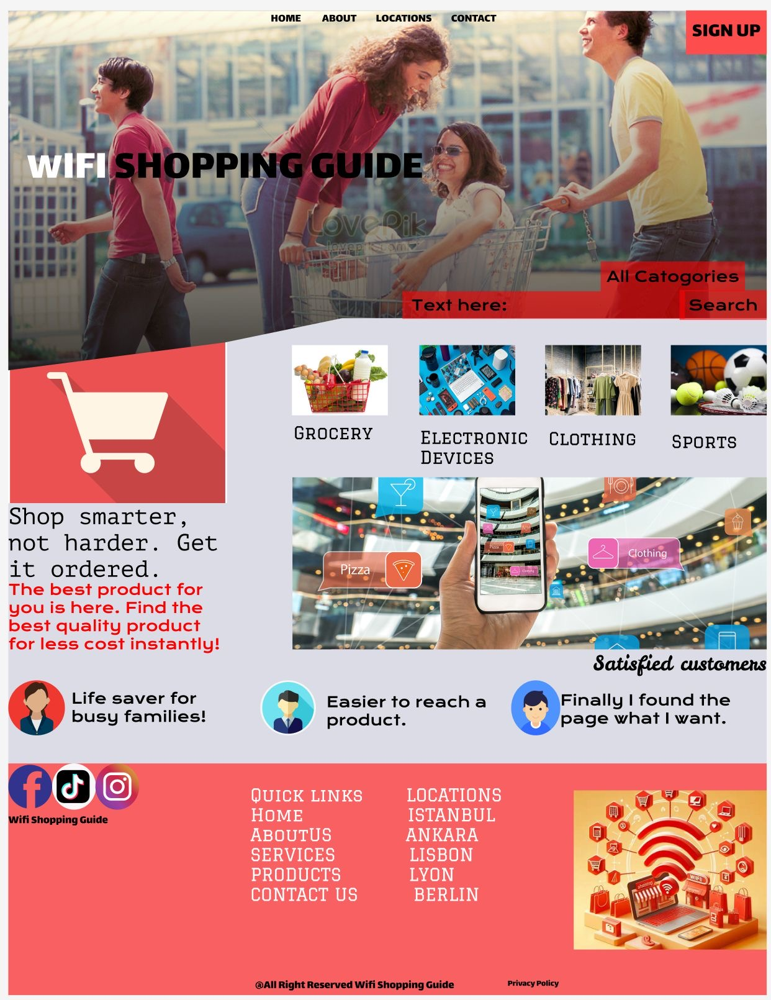 HOME ABOUT LOCATIONS CONTACT
SIGN UP
WIFI SHOPPING GUIDE
LovePik
lovepik.com
All Catogories
Text here:
Search
Grocery
Electronic
Devices
Clothing
Sports
Shop smarter,
not harder. Get
it ordered.
The best product for
you is here. Find the
best quality product
for less cost instantly!
Pizza
Clothing
Pizza
Clothing
Satisfied customers
Life saver for
busy families!
Easier to reach a
product.
Finally I found the
page what I want.
Wifi Shopping Guide
Quick links
Home
AboutUS
SERVICES
PRODUCTS
CONTACT US
LOCATIONS
ISTANBUL
ANKARA
LISBON
LYON
BERLIN
WIIFII
@All Right Reserved Wifi Shopping Guide
Privacy Policy